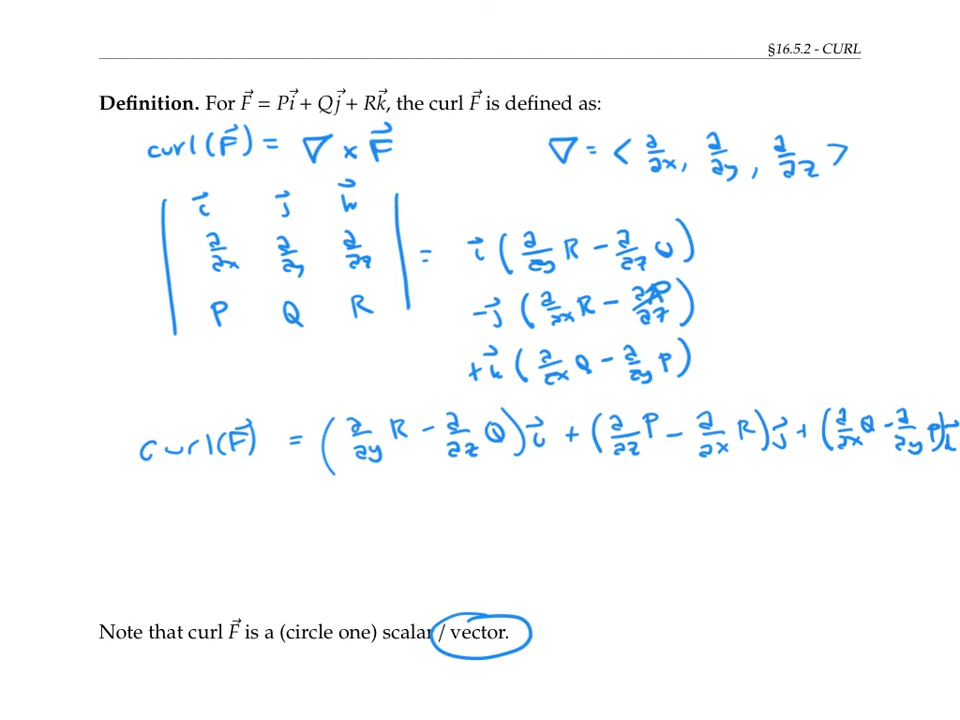 §16.5.2 - CURL
Definition. For F⃗ = Pi⃗ + Qj⃗ + Rk⃗, the curl F⃗ is defined as:
curl(F⃗) = ∇ × F⃗ ∇ = < ∂/∂x, ∂/∂y, ∂/∂z >
| i⃗ j⃗ k⃗ |
| ∂/∂x ∂/∂y ∂/∂z | = i⃗ (∂/∂y R − ∂/∂z Q)
| P Q R | −j⃗ (∂/∂x R − ∂P/∂z)
+k⃗ (∂/∂x Q − ∂/∂y P)
curl(F⃗) = (∂/∂y R − ∂/∂z Q)i⃗ + (∂/∂z P − ∂/∂x R)j⃗ + (∂/∂x Q − ∂/∂y P)k⃗
Note that curl F⃗ is a (circle one) scalar / vector.